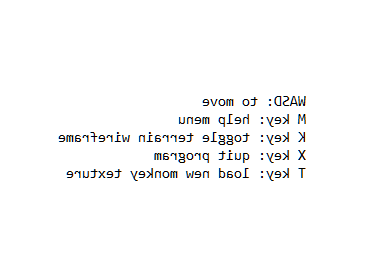 WASD: to move
M key: help menu
K key: toggle terrain wireframe
X key: quit program
T key: load new monkey texture